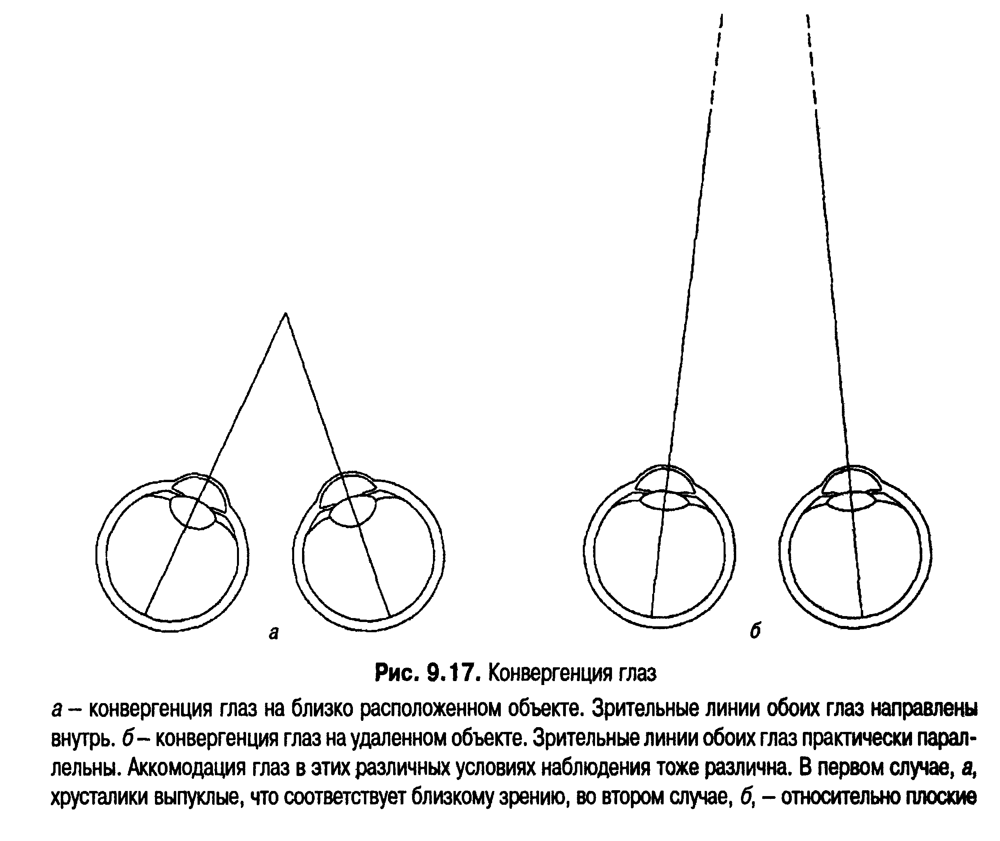 а
б
Рис. 9.17. Конвергенция глаз
а – конвергенция глаз на близко расположенном объекте. Зрительные линии обоих глаз направлены
внутрь. б – конвергенция глаз на удаленном объекте. Зрительные линии обоих глаз практически парал-
лельны. Аккомодация глаз в этих различных условиях наблюдения тоже различна. В первом случае, а,
хрусталики выпуклые, что соответствует близкому зрению, во втором случае, б, – относительно плоские